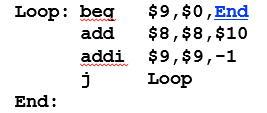 Loop: beq $9,$0,End
add $8,$8,$10
addi $9,$9,-1
j Loop
End: